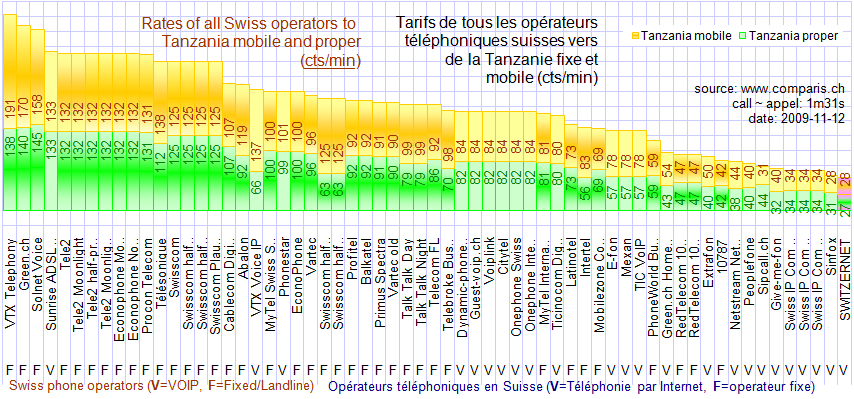 Rates of all Swiss operators to
Tanzania mobile and proper
(cts/min)
Tarifs de tous les opérateurs
téléphoniques suisses vers
de la Tanzanie fixe et
mobile (cts/min)
Tanzania mobile Tanzania proper
source: www.comparis.ch
call ~ appel: 1m31s
date: 2009-11-12
191 170 158 133 132 132 132 132 132 132 131 138 125 125 125 125 107 119 137 100 101 100 96 125 125 92 92 91 90 99 99 92 98 84 84 84 84 84 84 81 80 73 83 69 78 78 78 59 54 47 47 50 42 44 40 31 40 34 34 34 28 28
138 140 145 133 132 132 132 132 132 132 131 112 125 125 125 125 107 92 66 100 99 100 96 63 63 92 92 91 90 79 79 86 70 82 84 82 82 82 82 81 80 73 56 69 57 57 57 59 43 47 47 40 42 38 40 44 32 34 34 34 31 27
VTX Telephony
Green.ch
Solnet Voice
Sunrise ADSL...
Tele2
Tele2 Moonlight
Tele2 half-pr...
Tele2 Moonlig...
Econophone Mo...
Econophone No...
Procon Telecom
Télésonique
Swisscom
Swisscom half...
Swisscom half...
Swisscom Plau...
Cablecom Digi...
Abalon
VTX Voice IP
MyTel Swiss S...
Phonestar
EconoPhone
Vartec
Swisscom half...
Swisscom half...
Profitel
Balkatel
Primus Spectra
Vartec old
Talk Talk Day
Talk Talk Night
Telecom FL
Telebroke Bus...
Dynamic-phone...
Guest-voip.ch
Voiplink
Citytel
Onephone Swiss
Onephone Inte...
MyTel Interna...
Ticinocom Digi...
Latinotel
Intertel
Mobilezone Co...
E-fon
Mexan
TIC VoIP
PhoneWorld Bu...
Green.ch Home...
RedTelecom 10...
RedTelecom 10...
Extrafon
10787
Netstream Net...
Peoplefone
Sipcall.ch
Give-me-fon
Swiss IP Com ...
Swiss IP Com ...
Swiss IP Com ...
Sinfox
SWITZERNET
Swiss phone operators (V=VOIP, F=Fixed/Landline) Opérateurs téléphoniques en Suisse (V=Téléphonie par Internet, F=operateur fixe)